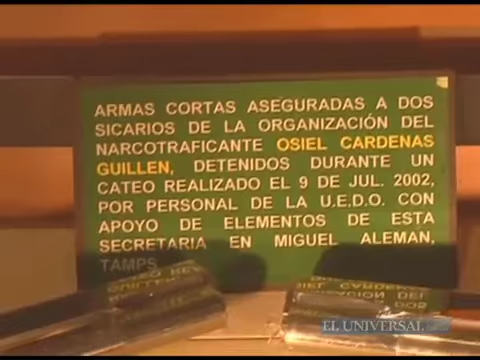 ARMAS CORTAS ASEGURADAS A DOS
SICARIOS DE LA ORGANIZACIÓN DEL
NARCOTRAFICANTE OSIEL CARDENAS
GUILLEN, DETENIDOS DURANTE UN
CATEO REALIZADO EL 9 DE JUL. 2002,
POR PERSONAL DE LA U.E.D.O. CON
APOYO DE ELEMENTOS DE ESTA
SECRETARIA EN MIGUEL ALEMAN,
TAMPS
EL UNIVERSAL